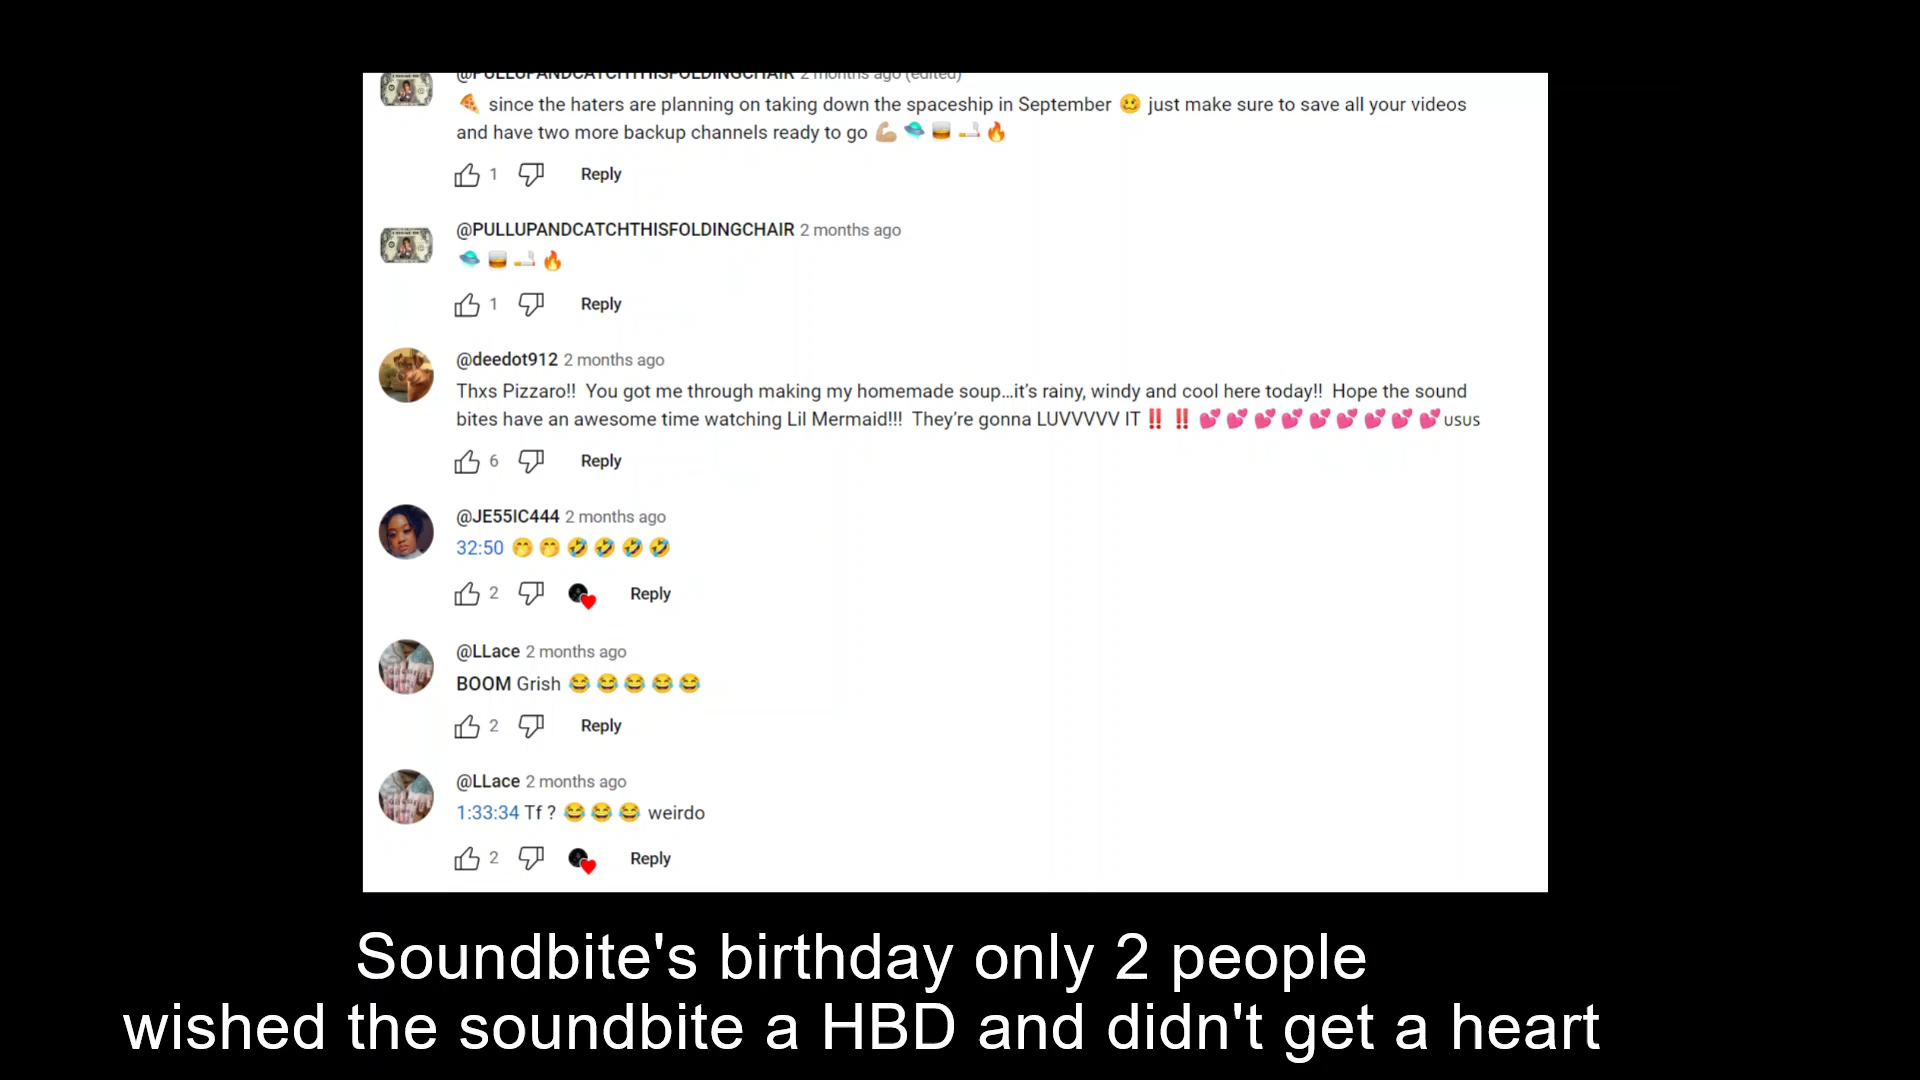 @PULLUPANDCATCHTHISFOLDINGCHAIR 2 months ago (edited)
🍕 since the haters are planning on taking down the spaceship in September 🥴 just make sure to save all your videos
and have two more backup channels ready to go 💪🏼 🛸 🥃 🚬 🔥
1 Reply
@PULLUPANDCATCHTHISFOLDINGCHAIR 2 months ago
🛸 🥃 🚬 🔥
1 Reply
@deedot912 2 months ago
Thxs Pizzaro!! You got me through making my homemade soup...it's rainy, windy and cool here today!! Hope the sound
bites have an awesome time watching Lil Mermaid!!! They're gonna LUVVVVV IT ‼️ ‼️ 💕 💕 💕 💕 💕 💕 💕 💕 💕 USUS
6 Reply
@JE55IC444 2 months ago
32:50 🤭 🤭 🤣 🤣 🤣 🤣
2 Reply
@LLace 2 months ago
BOOM Grish 😂 😂 😂 😂 😂
2 Reply
@LLace 2 months ago
1:33:34 Tf ? 😂 😂 😂 weirdo
2 Reply
Soundbite's birthday only 2 people
wished the soundbite a HBD and didn't get a heart